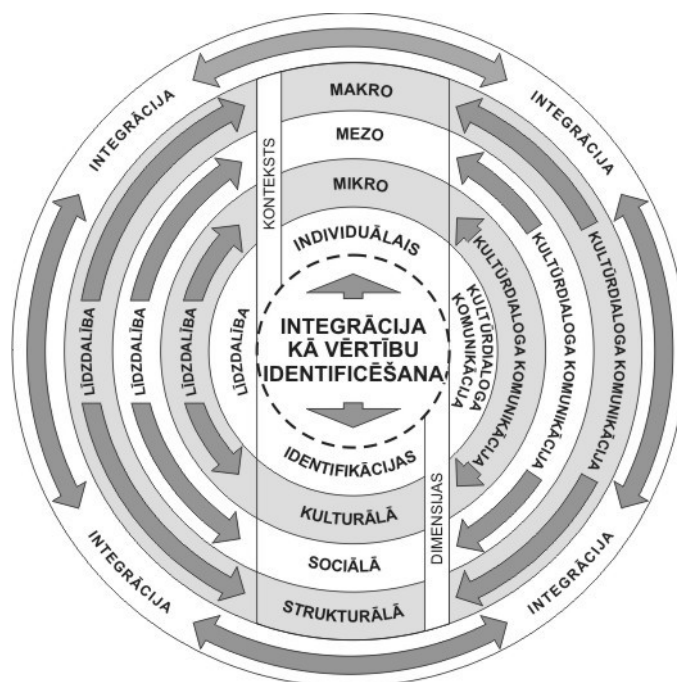 INTEGRĀCIJA
INTEGRĀCIJA
MAKRO
MEZO
MIKRO
INDIVIDUĀLAIS
KONTEKSTS
LĪDZDALĪBA
LĪDZDALĪBA
LĪDZDALĪBA
LĪDZDALĪBA
INTEGRĀCIJA
KĀ VĒRTĪBU
IDENTIFICĒŠANA
KULTŪRDIALOGA
KOMUNIKĀCIJA
KULTŪRDIALOGA KOMUNIKĀCIJA
KULTŪRDIALOGA KOMUNIKĀCIJA
KULTŪRDIALOGA KOMUNIKĀCIJA
IDENTIFIKĀCIJAS
KULTURĀLĀ
SOCIĀLĀ
STRUKTURĀLĀ
DIMENSIJAS
INTEGRĀCIJA
INTEGRĀCIJA